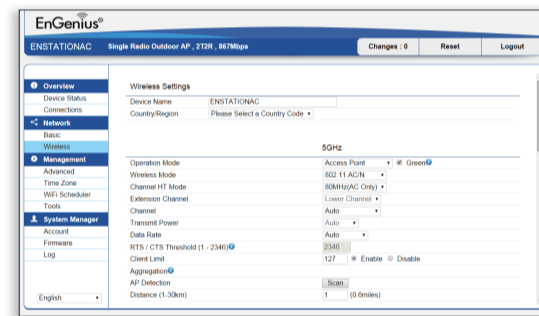 EnGenius®
ENSTATIONAC Single Radio Outdoor AP , 2T2R , 867Mbps Changes : 0 Reset Logout
Overview
Device Status
Connections
Network
Basic
Wireless
Management
Advanced
Time Zone
WiFi Scheduler
Tools
System Manager
Account
Firmware
Log
English
Wireless Settings
Device Name ENSTATIONAC
Country/Region Please Select a Country Code
5GHz
Operation Mode Access Point Green
Wireless Mode 802.11 AC/N
Channel HT Mode 80MHz(AC Only)
Extension Channel Lower Channel
Channel Auto
Transmit Power Auto
Data Rate Auto
RTS / CTS Threshold (1 - 2346) 2346
Client Limit 127 Enable Disable
Aggregation
AP Detection Scan
Distance (1-30km) 1 (0.6miles)